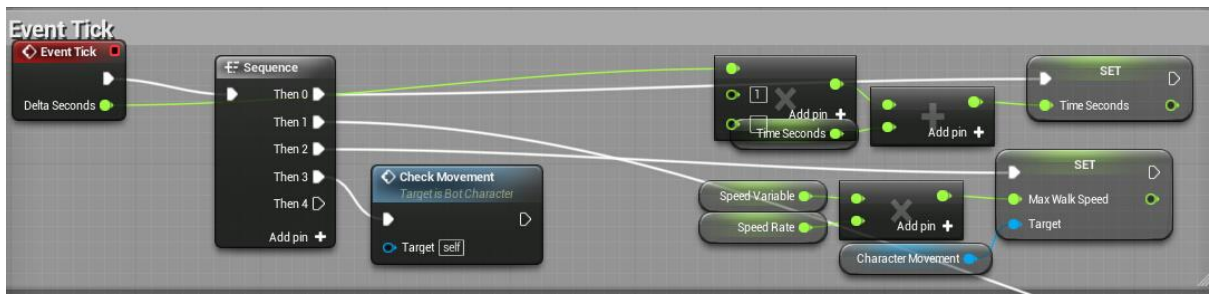 Event Tick
Event Tick
Delta Seconds
Sequence
Then 0
Then 1
Then 2
Then 3
Then 4
Add pin +
Check Movement
Target is Bot Character
Target self
1
Add pin +
Time Seconds
Add pin +
SET
Time Seconds
Speed Variable
Speed Rate
Add pin +
Character Movement
SET
Max Walk Speed
Target